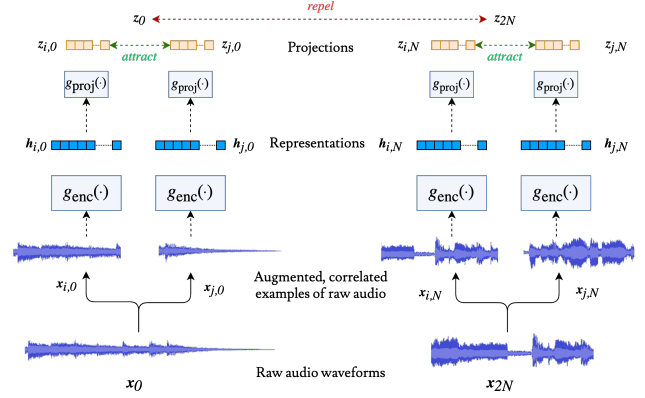 repel
z0 z2N
zi,0 zj,0 Projections zi,N zj,N
attract attract
gproj(·) gproj(·) gproj(·) gproj(·)
hi,0 hj,0 Representations hi,N hj,N
genc(·) genc(·) genc(·) genc(·)
Augmented, correlated
examples of raw audio
xi,0 xj,0 xi,N xj,N
Raw audio waveforms
x0 x2N